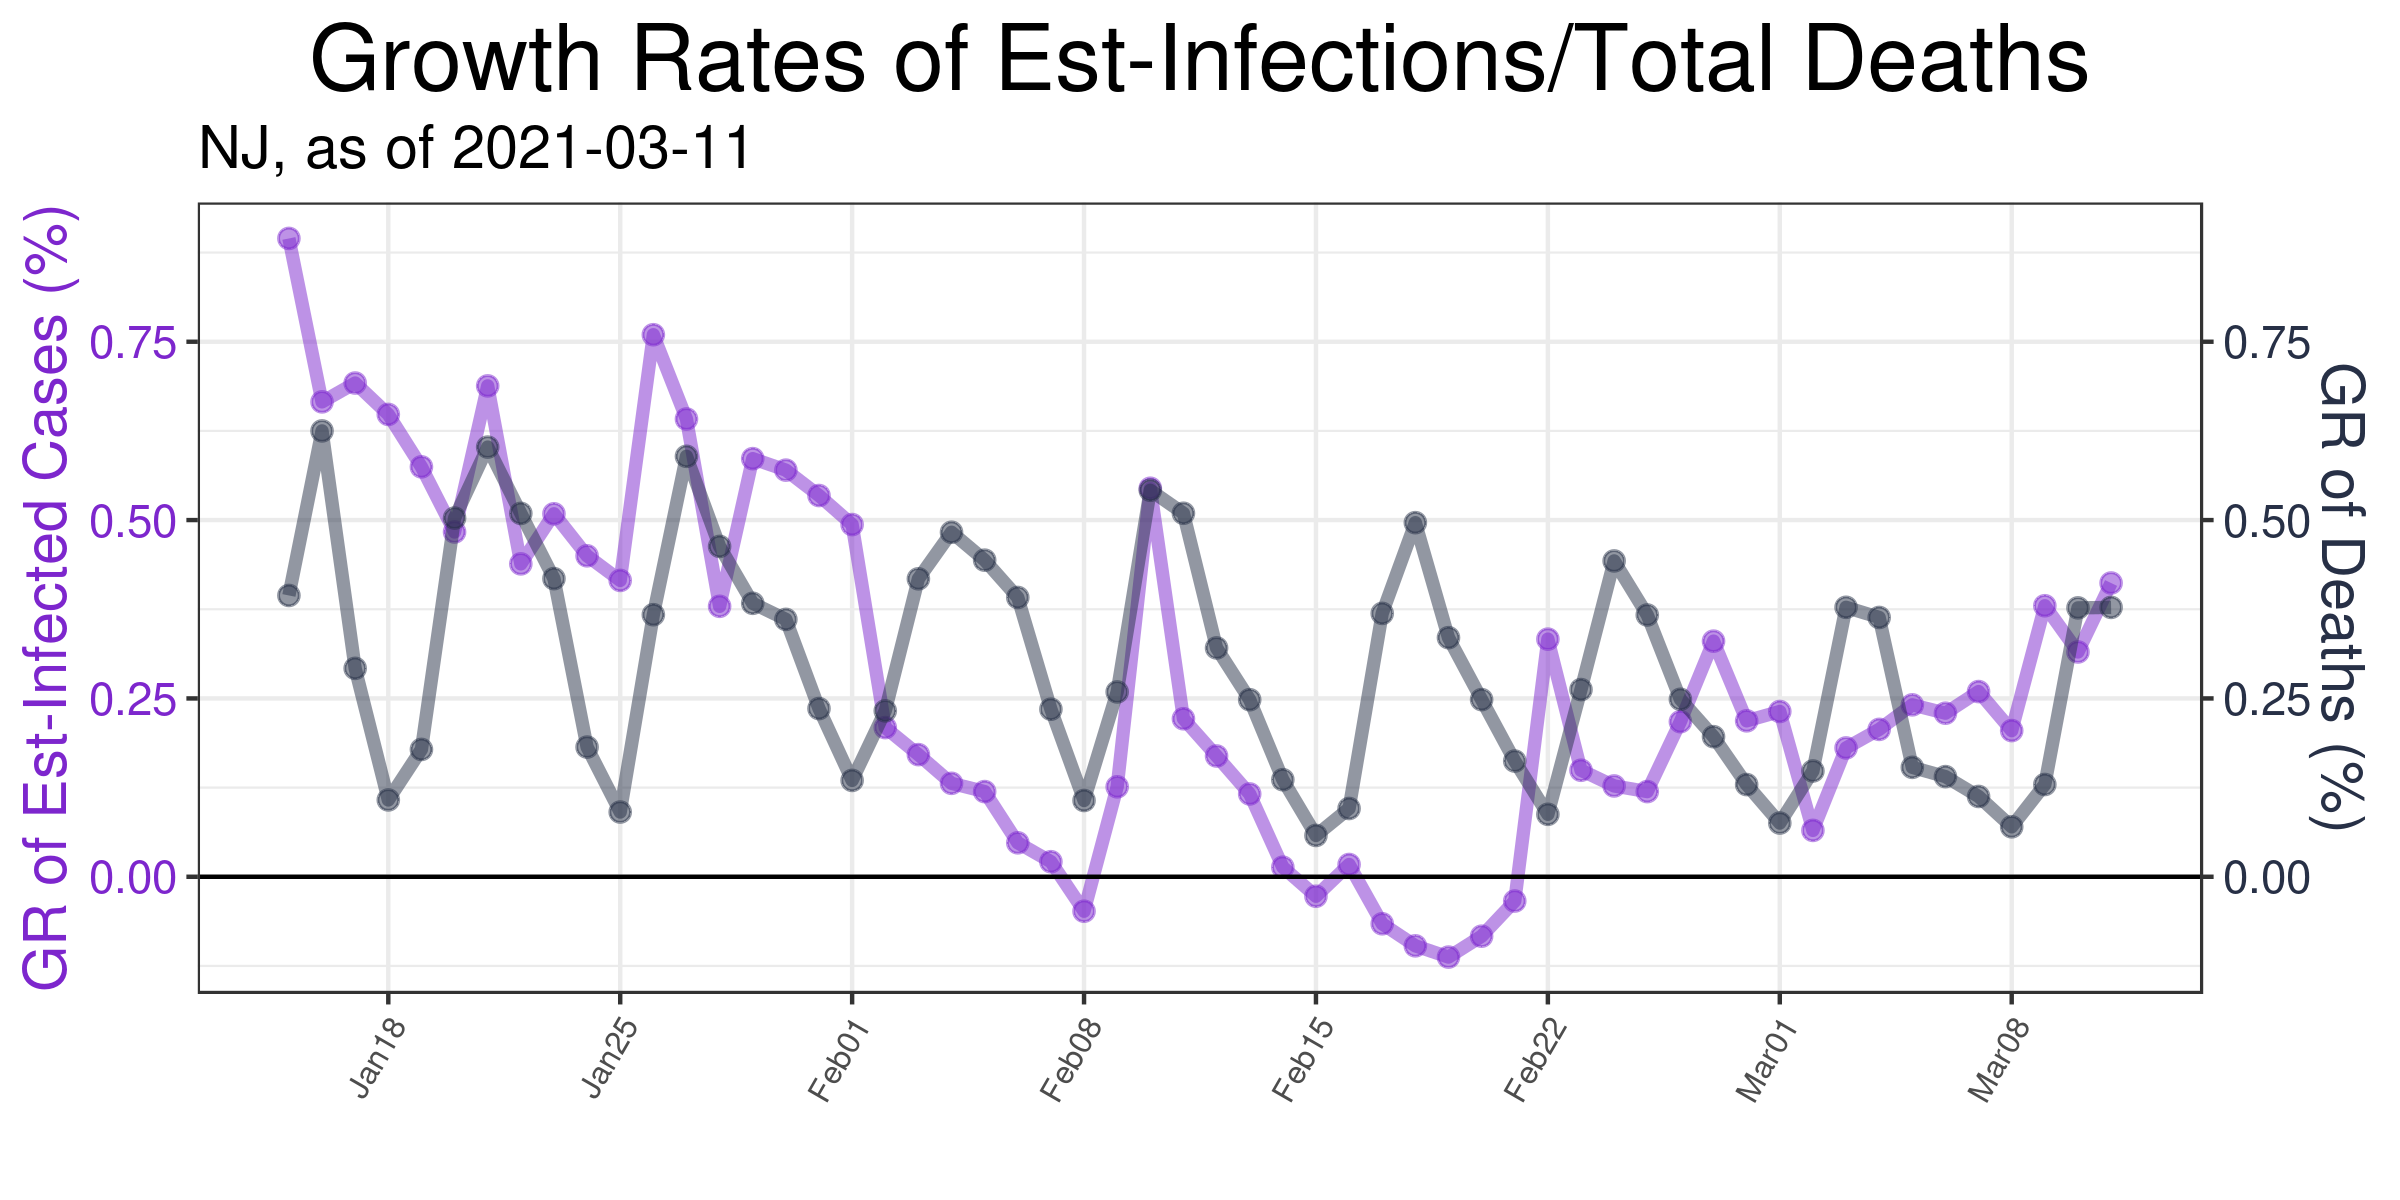 Growth Rates of Est-Infections/Total Deaths
NJ, as of 2021-03-11
GR of Est-Infected Cases (%)
0.75
0.50
0.25
0.00
0.75
0.50
0.25
0.00
GR of Deaths (%)
Jan18
Jan25
Feb01
Feb08
Feb15
Feb22
Mar01
Mar08